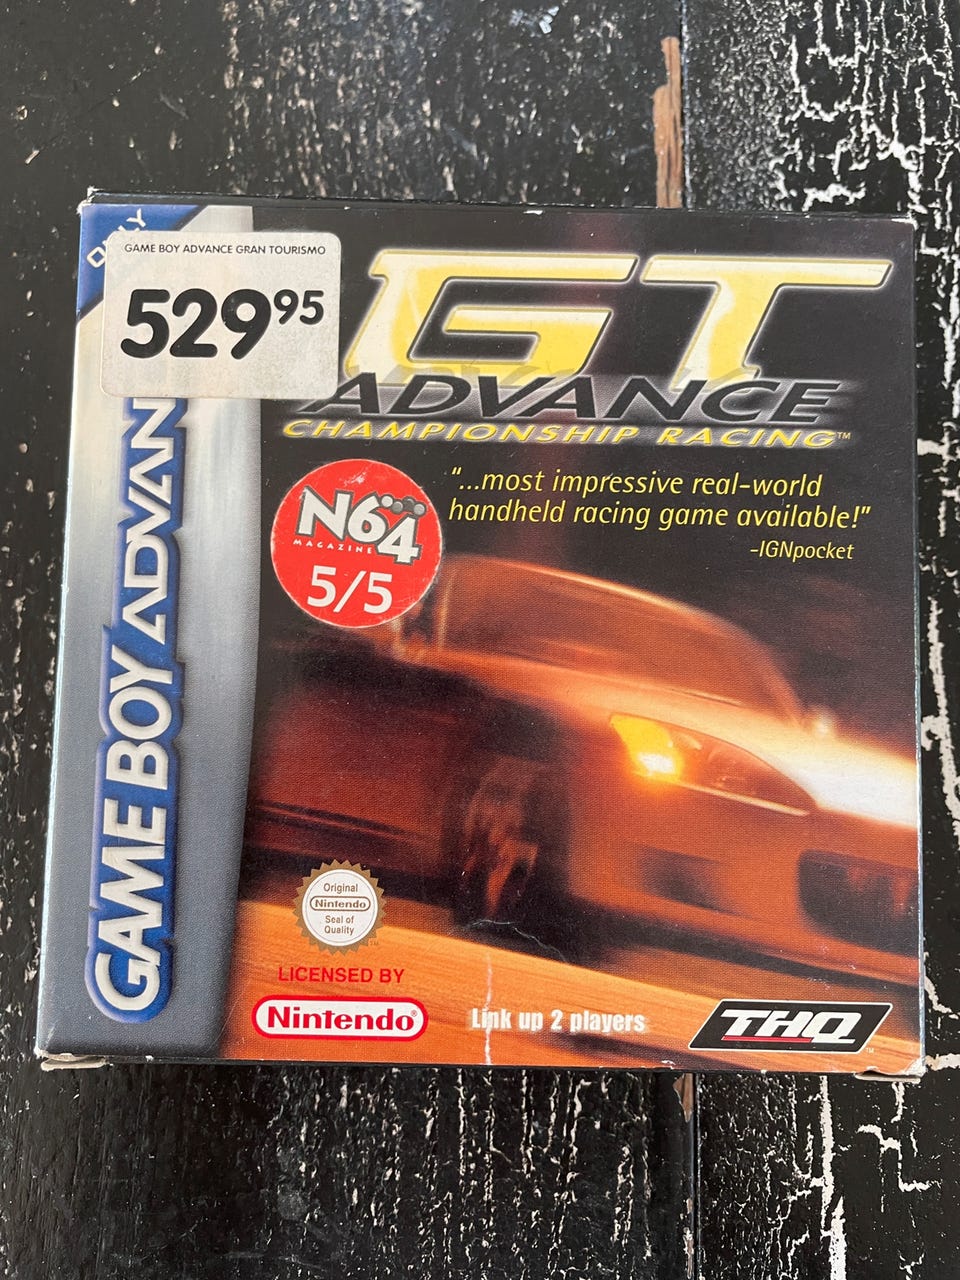 ONLY
GAME BOY ADVANCE GRAN TOURISMO
529 95
GAME BOY ADVAN
GT
ADVANCE
CHAMPIONSHIP RACING™
"...most impressive real-world
handheld racing game available!"
-IGNpocket
N64
MAGAZINE
5/5
Original
Nintendo
Seal of
Quality
TM
LICENSED BY
Nintendo®
Link up 2 players
THQ
TM